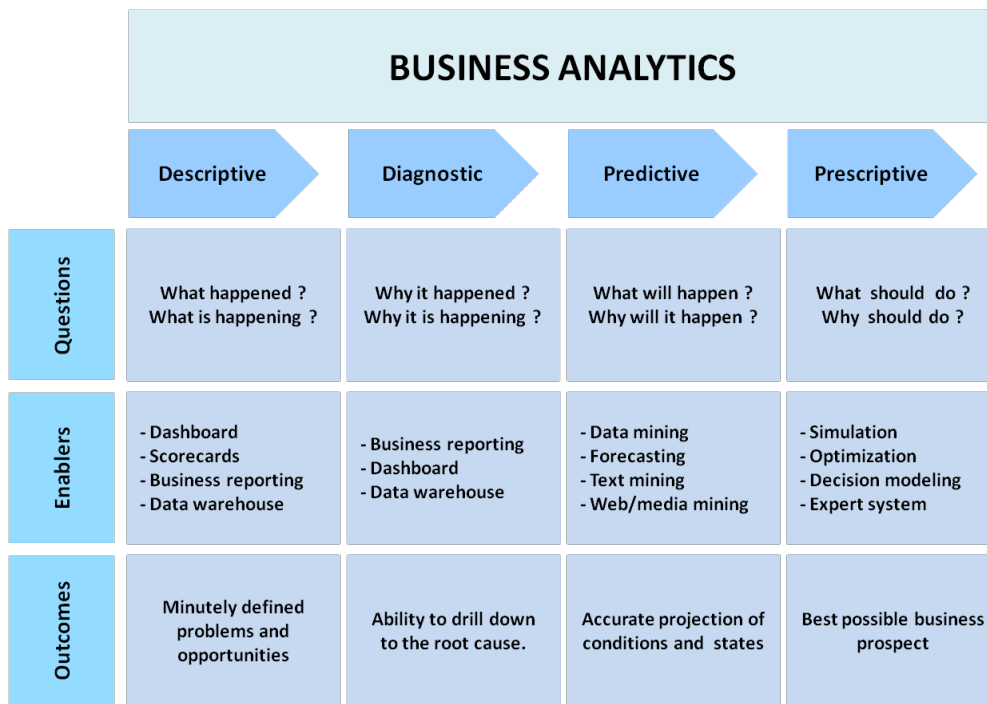 BUSINESS ANALYTICS
Descriptive
Diagnostic
Predictive
Prescriptive
Questions
What happened ?
What is happening ?
Why it happened ?
Why it is happening ?
What will happen ?
Why will it happen ?
What should do ?
Why should do ?
Enablers
- Dashboard
- Scorecards
- Business reporting
- Data warehouse
- Business reporting
- Dashboard
- Data warehouse
- Data mining
- Forecasting
- Text mining
- Web/media mining
- Simulation
- Optimization
- Decision modeling
- Expert system
Outcomes
Minutely defined
problems and
opportunities
Ability to drill down
to the root cause.
Accurate projection of
conditions and states
Best possible business
prospect